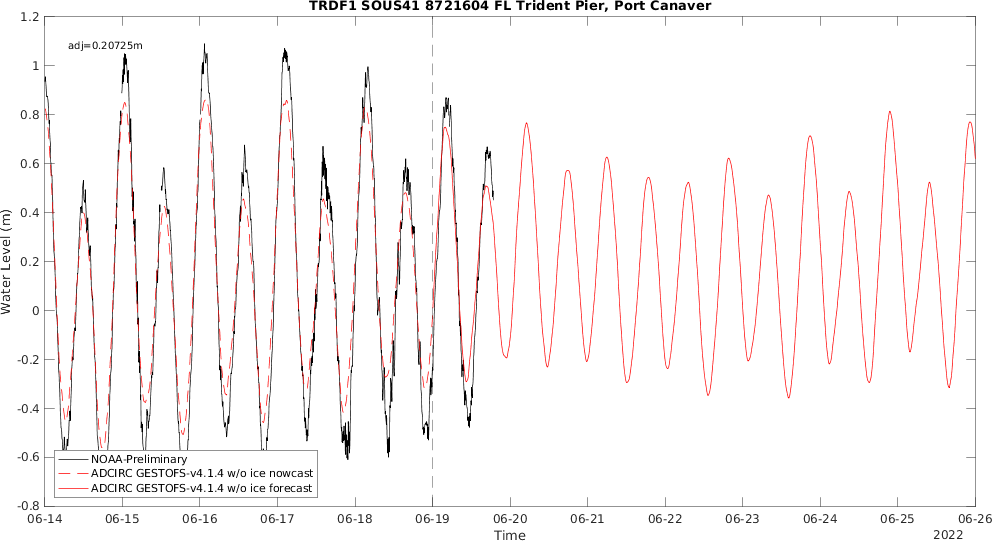 TRDF1 SOUS41 8721604 FL Trident Pier, Port Canaver
adj=0.20725m
1.2
1
0.8
0.6
0.4
0.2
0
-0.2
-0.4
-0.6
-0.8
Water Level (m)
NOAA-Preliminary
ADCIRC GESTOFS-v4.1.4 w/o ice nowcast
ADCIRC GESTOFS-v4.1.4 w/o ice forecast
06-14 06-15 06-16 06-17 06-18 06-19 06-20 06-21 06-22 06-23 06-24 06-25 06-26
Time
2022